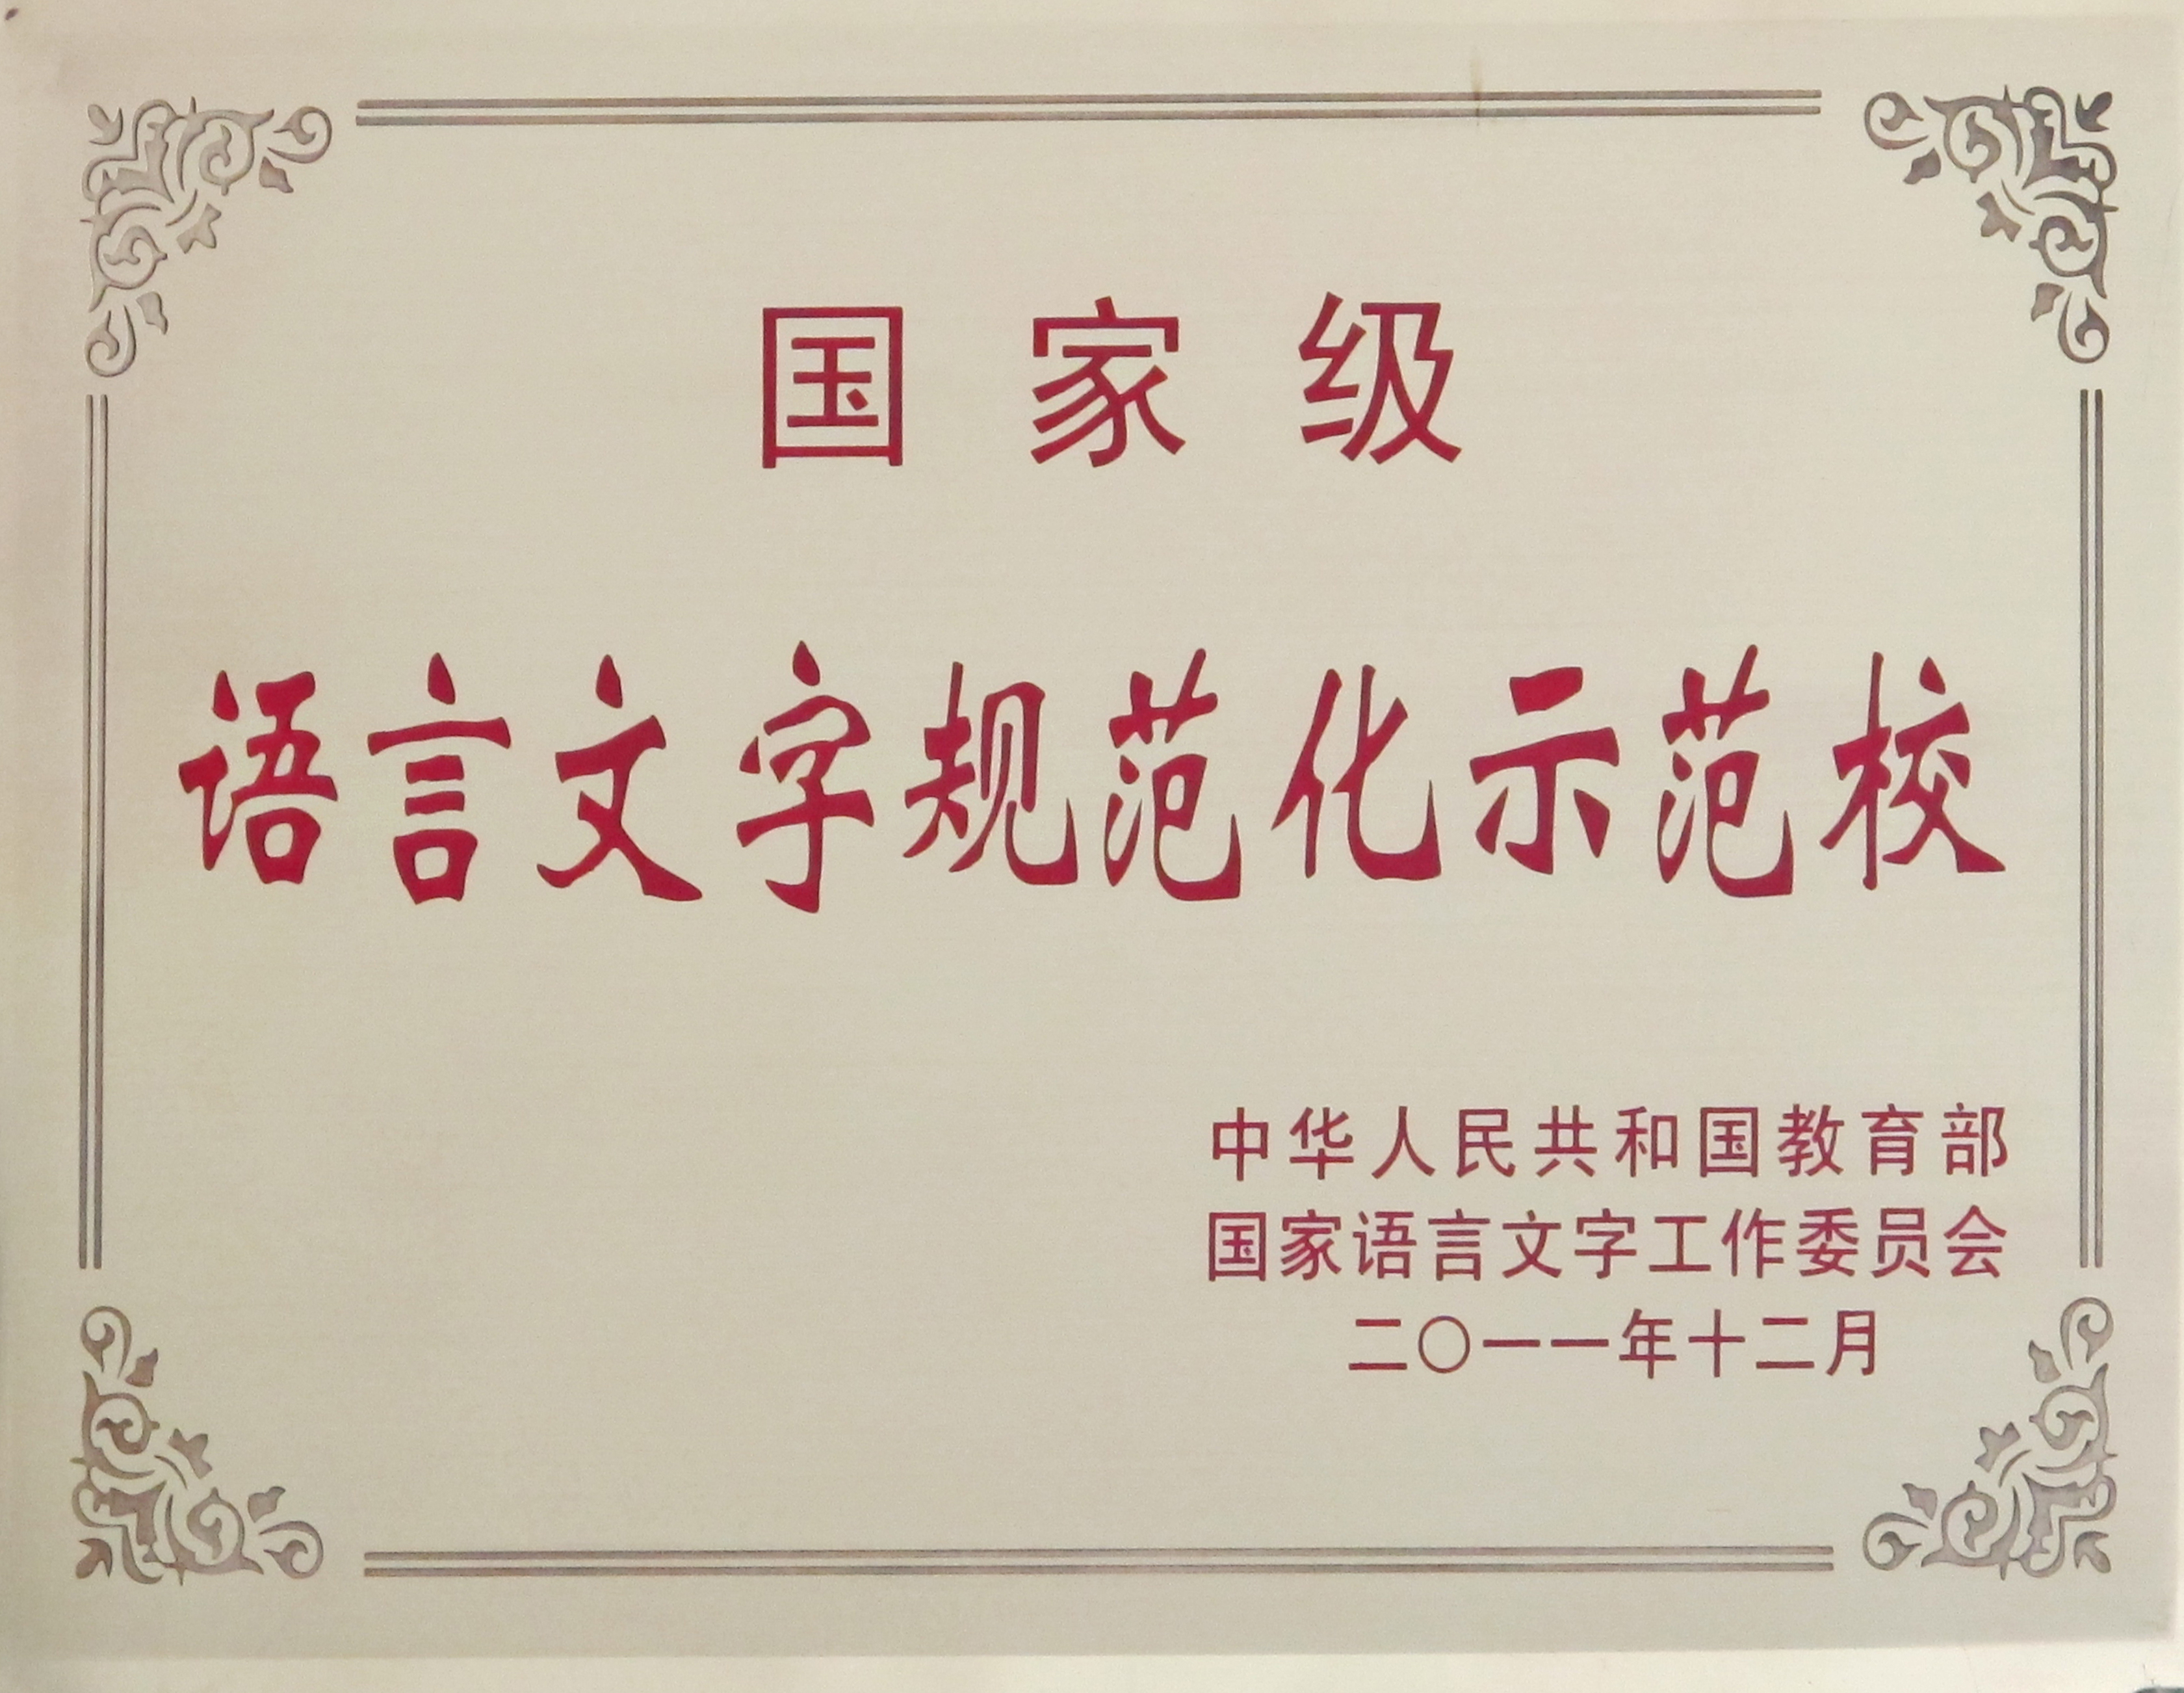 国家级
语言文字规范化示范校
中华人民共和国教育部
国家语言文字工作委员会
二〇一一年十二月